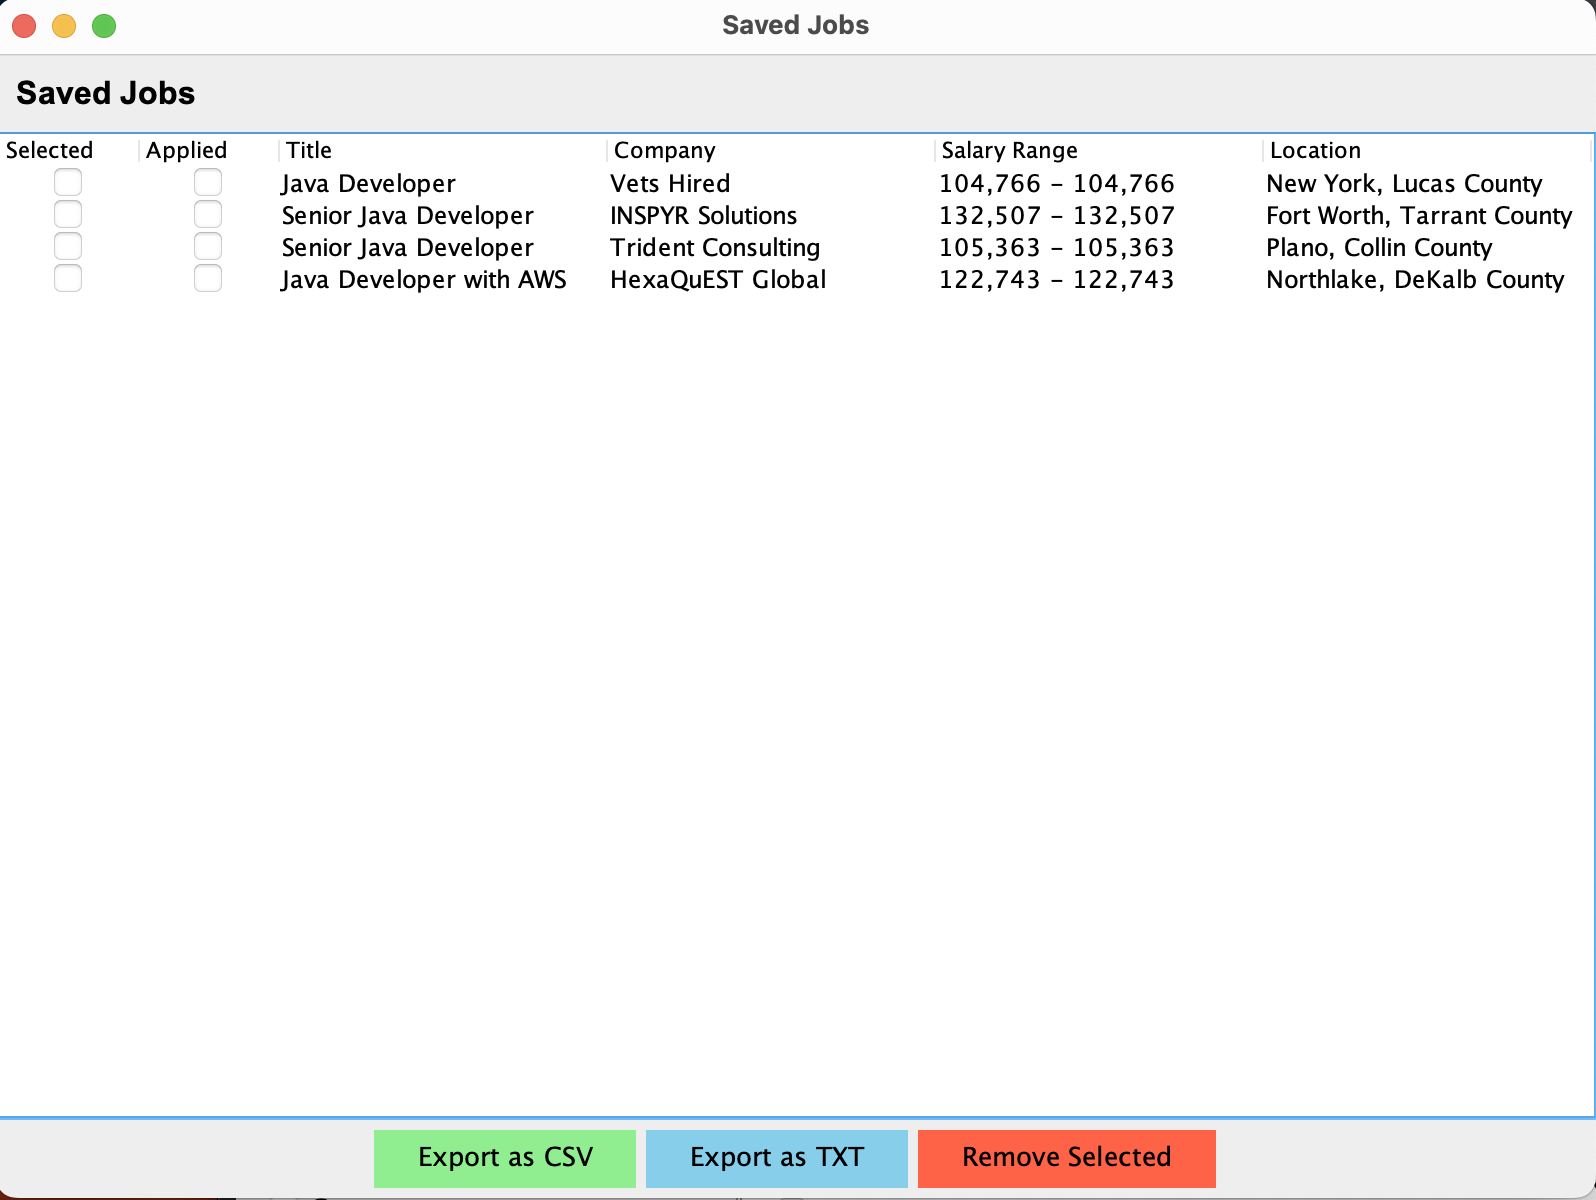 Saved Jobs
Saved Jobs
Selected Applied Title Company Salary Range Location
Java Developer Vets Hired 104,766 – 104,766 New York, Lucas County
Senior Java Developer INSPYR Solutions 132,507 – 132,507 Fort Worth, Tarrant County
Senior Java Developer Trident Consulting 105,363 – 105,363 Plano, Collin County
Java Developer with AWS HexaQuEST Global 122,743 – 122,743 Northlake, DeKalb County
Export as CSV Export as TXT Remove Selected